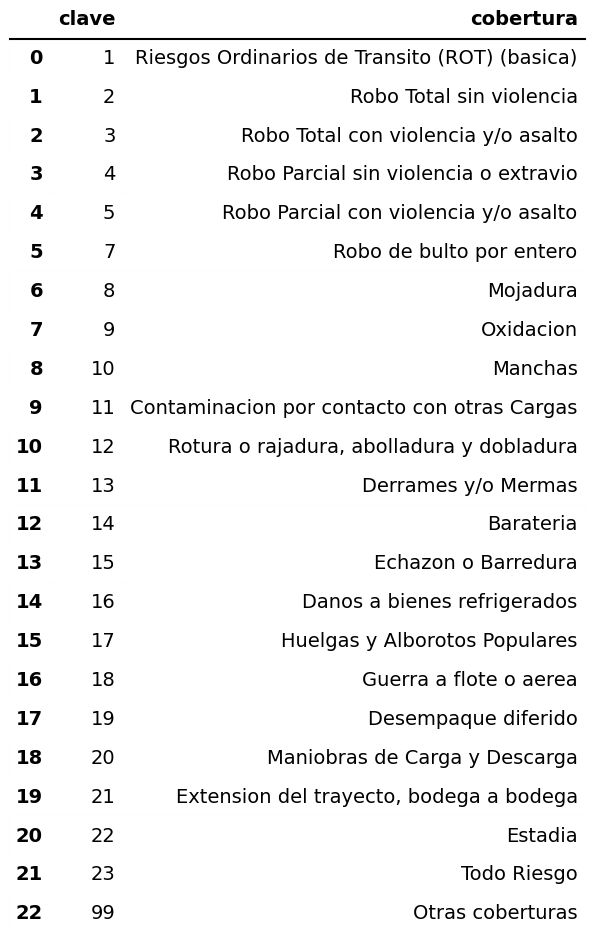 clave cobertura
0 1 Riesgos Ordinarios de Transito (ROT) (basica)
1 2 Robo Total sin violencia
2 3 Robo Total con violencia y/o asalto
3 4 Robo Parcial sin violencia o extravio
4 5 Robo Parcial con violencia y/o asalto
5 7 Robo de bulto por entero
6 8 Mojadura
7 9 Oxidacion
8 10 Manchas
9 11 Contaminacion por contacto con otras Cargas
10 12 Rotura o rajadura, abolladura y dobladura
11 13 Derrames y/o Mermas
12 14 Barateria
13 15 Echazon o Barredura
14 16 Danos a bienes refrigerados
15 17 Huelgas y Alborotos Populares
16 18 Guerra a flote o aerea
17 19 Desempaque diferido
18 20 Maniobras de Carga y Descarga
19 21 Extension del trayecto, bodega a bodega
20 22 Estadia
21 23 Todo Riesgo
22 99 Otras coberturas